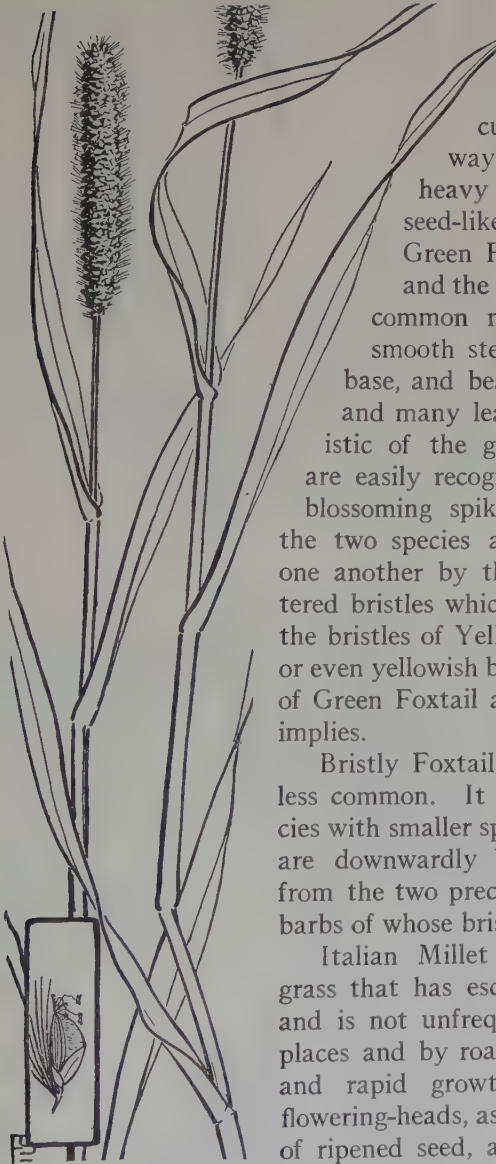 cu
way
heavy
seed-like
Green F
and the
common n
smooth ste
base, and bea
and many lea
istic of the g
are easily recog
blossoming spik
the two species a
one another by th
tered bristles whic
the bristles of Yell
or even yellowish b
of Green Foxtail a
implies.
Bristly Foxtail
less common. It
cies with smaller sp
are downwardly
from the two prec
barbs of whose bris
Italian Millet
grass that has esc
and is not unfreq
places and by roa
and rapid growt
flowering-heads, as
of ripened seed, a